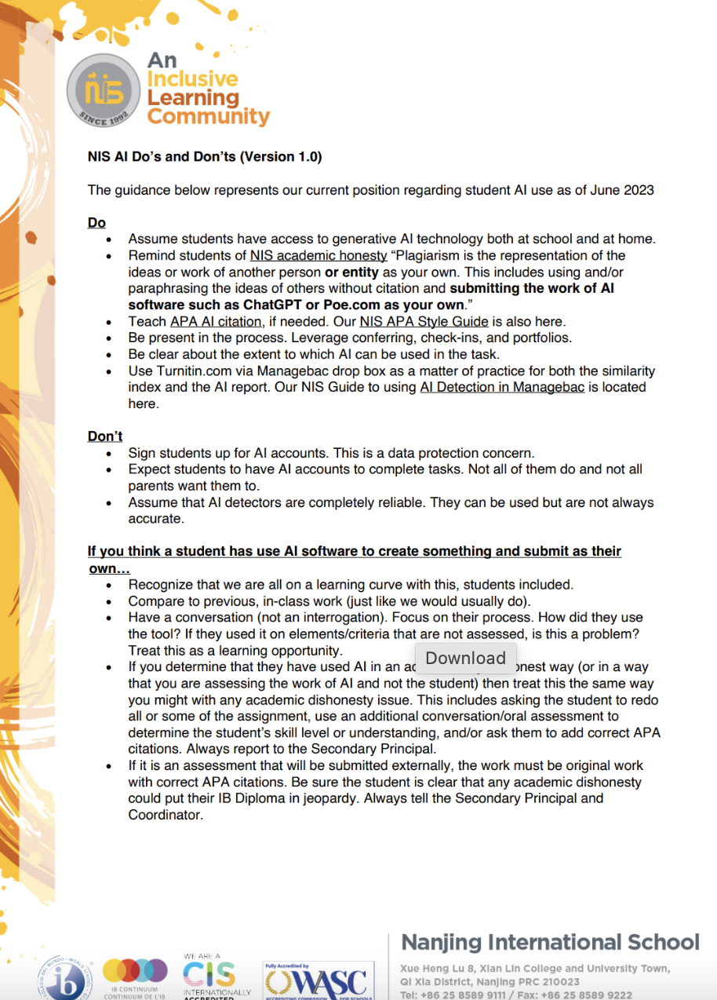 An
Inclusive
Learning
Community
nis
SINCE 1992
NIS AI Do's and Don'ts (Version 1.0)
The guidance below represents our current position regarding student AI use as of June 2023
Do
• Assume students have access to generative AI technology both at school and at home.
• Remind students of NIS academic honesty “Plagiarism is the representation of the
ideas or work of another person or entity as your own. This includes using and/or
paraphrasing the ideas of others without citation and submitting the work of AI
software such as ChatGPT or Poe.com as your own.”
• Teach APA AI citation, if needed. Our NIS APA Style Guide is also here.
• Be present in the process. Leverage conferring, check-ins, and portfolios.
• Be clear about the extent to which AI can be used in the task.
• Use Turnitin.com via Managebac drop box as a matter of practice for both the similarity
index and the AI report. Our NIS Guide to using AI Detection in Managebac is located
here.
Don't
• Sign students up for AI accounts. This is a data protection concern.
• Expect students to have AI accounts to complete tasks. Not all of them do and not all
parents want them to.
• Assume that AI detectors are completely reliable. They can be used but are not always
accurate.
If you think a student has use AI software to create something and submit as their
own…
• Recognize that we are all on a learning curve with this, students included.
• Compare to previous, in-class work (just like we would usually do).
• Have a conversation (not an interrogation). Focus on their process. How did they use
the tool? If they used it on elements/criteria that are not assessed, is this a problem?
Treat this as a learning opportunity.
Download
• If you determine that they have used AI in an (or in a way
that you are assessing the work of AI and not the student) then treat this the same way
you might with any academic dishonesty issue. This includes asking the student to redo
all or some of the assignment, use an additional conversation/oral assessment to
determine the student's skill level or understanding, and/or ask them to add correct APA
citations. Always report to the Secondary Principal.
• If it is an assessment that will be submitted externally, the work must be original work
with correct APA citations. Be sure the student is clear that any academic dishonesty
could put their IB Diploma in jeopardy. Always tell the Secondary Principal and
Coordinator.
Nanjing International School
Xue Heng Lu 8, Xian Lin College and University Town,
Qi Xia District, Nanjing PRC 210023
Tel: +86 25 8589 9111 / Fax: +86 25 8589 9222
ib
IB CONTINUUM
CONTINUUM DE L'IB
WE ARE A
CIS
INTERNATIONALLY
ACCREDITED
Fully Accredited by
WASC
ACCREDITING COMMISSION FOR SCHOOLS